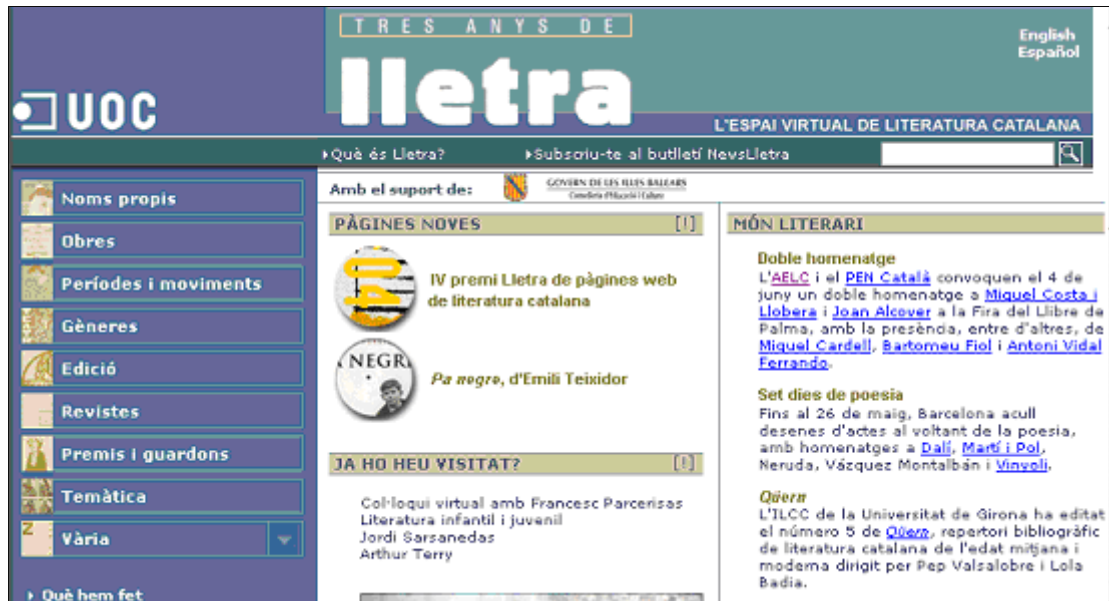 TRES ANYS DE
lletra
English
Español
UOC
L'ESPAI VIRTUAL DE LITERATURA CATALANA
Què és Lletra?
Subscriu-te al butlletí NewsLletra
Noms propis
Obres
Períodes i moviments
Gèneres
Edició
Revistes
Premis i guardons
Temàtica
Z
Vària
Què hem fet
Amb el suport de:
GOVERN DE LES ILLES BALEARS
Conselleria d'Educació i Cultura
PÀGINES NOVES
[!]
04
IV premi Lletra de pàgines web
de literatura catalana
NEGR
Pa negre, d'Emili Teixidor
JA HO HEU VISITAT?
[!]
Col·loqui virtual amb Francesc Parcerisas
Literatura infantil i juvenil
Jordi Sarsanedas
Arthur Terry
MÓN LITERARI
Doble homenatge
L'AELC i el PEN Català convoquen el 4 de
juny un doble homenatge a Miquel Costa i
Llobera i Joan Alcover a la Fira del Llibre de
Palma, amb la presència, entre d'altres, de
Miquel Cardell, Bartomeu Fiol i Antoni Vidal
Ferrando.
Set dies de poesia
Fins al 26 de maig, Barcelona acull
desenes d'actes al voltant de la poesia,
amb homenatges a Dalí, Martí i Pol,
Neruda, Vázquez Montalbán i Vinyoli.
Qüern
L'ILCC de la Universitat de Girona ha editat
el número 5 de Qüern, repertori bibliogràfic
de literatura catalana de l'edat mitjana i
moderna dirigit per Pep Valsalobre i Lola
Badia.